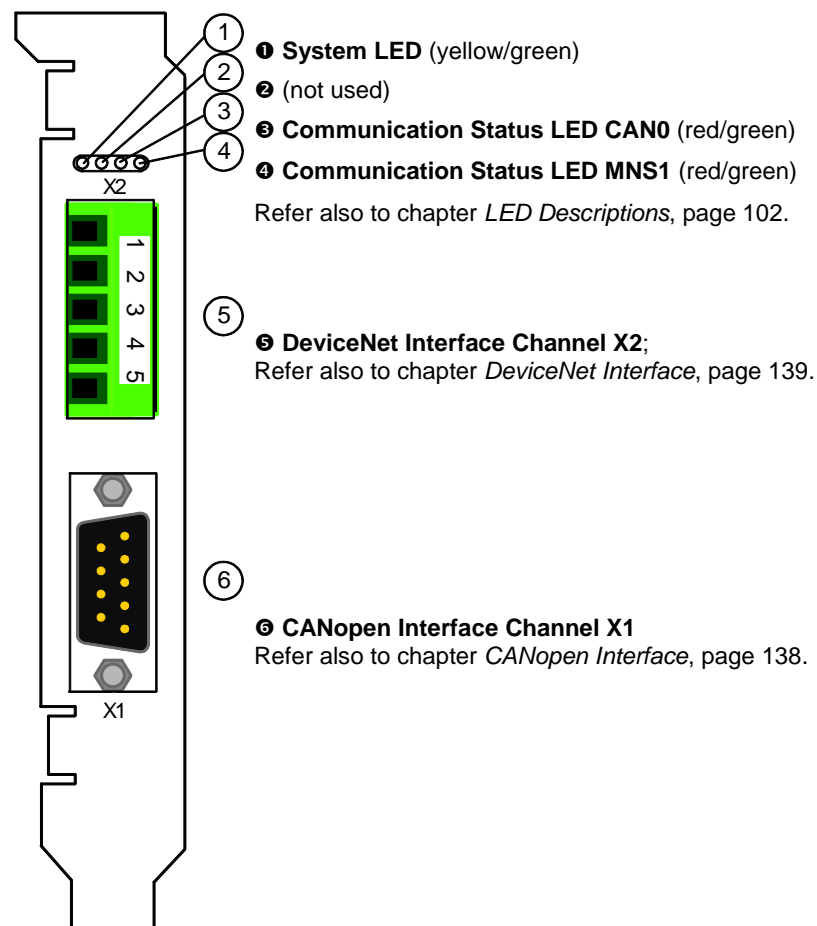 1
❶ System LED (yellow/green)
2
❷ (not used)
3
❸ Communication Status LED CAN0 (red/green)
4
❹ Communication Status LED MNS1 (red/green)
X2
Refer also to chapter LED Descriptions, page 102.
1
2
3
4
5
5
❺ DeviceNet Interface Channel X2;
Refer also to chapter DeviceNet Interface, page 139.
6
❻ CANopen Interface Channel X1
Refer also to chapter CANopen Interface, page 138.
X1